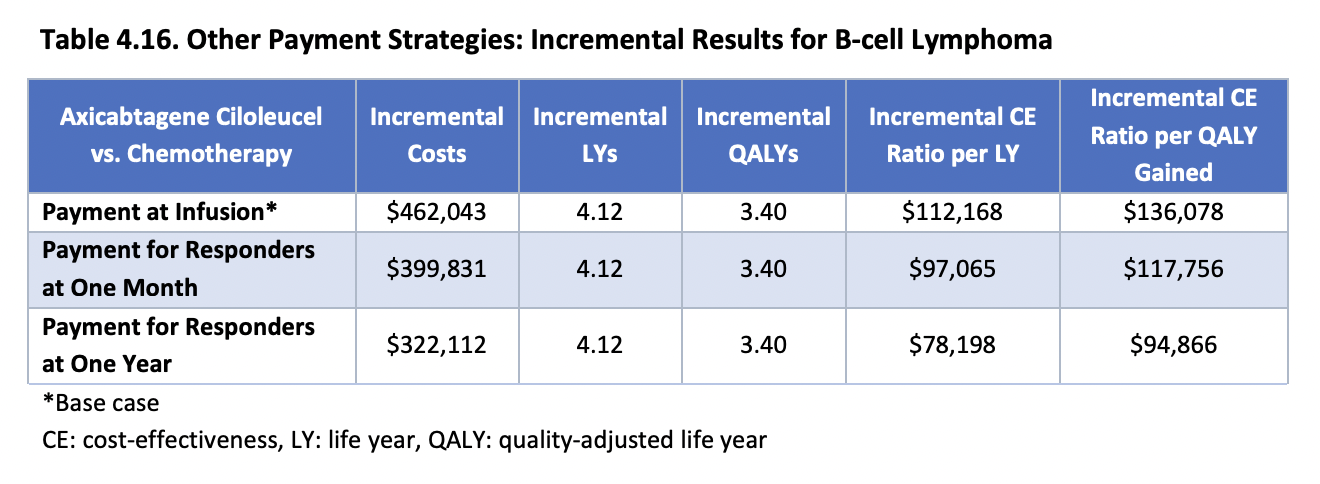 Table 4.16. Other Payment Strategies: Incremental Results for B-cell Lymphoma
Axicabtagene Ciloleucel
vs. Chemotherapy
Incremental
Costs
Incremental
LYs
Incremental
QALYs
Incremental CE
Ratio per LY
Incremental CE
Ratio per QALY
Gained
Payment at Infusion* $462,043 4.12 3.40 $112,168 $136,078
Payment for Responders
at One Month
$399,831 4.12 3.40 $97,065 $117,756
Payment for Responders
at One Year
$322,112 4.12 3.40 $78,198 $94,866
*Base case
CE: cost-effectiveness, LY: life year, QALY: quality-adjusted life year